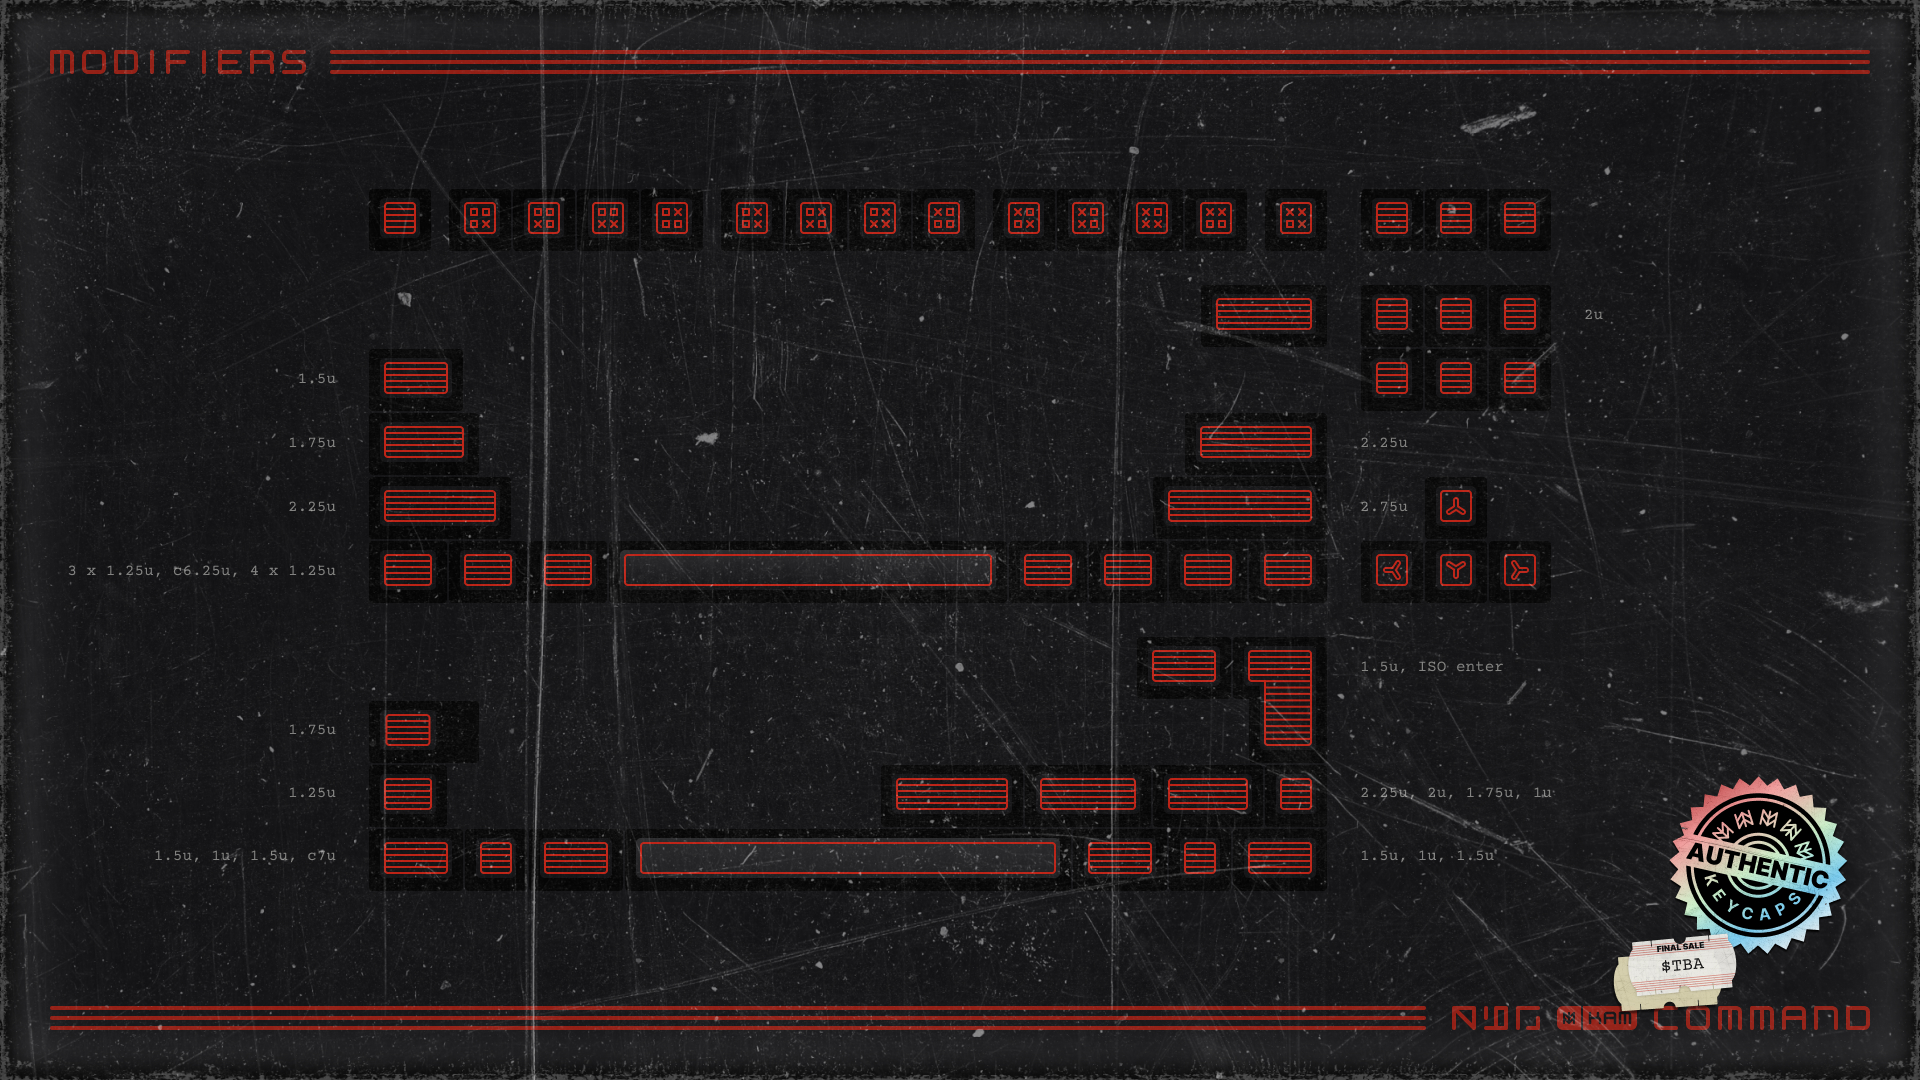 MODIFIERS
2u
1.5u
1.75u
2.25u
2.25u
2.75u
3 x 1.25u, c6.25u, 4 x 1.25u
1.5u, ISO enter
1.75u
1.25u
2.25u, 2u, 1.75u, 1u
1.5u, 1u, 1.5u, c7u
1.5u, 1u, 1.5u
AUTHENTIC
KEYCAPS
FINAL SALE
$TBA
COMMAND